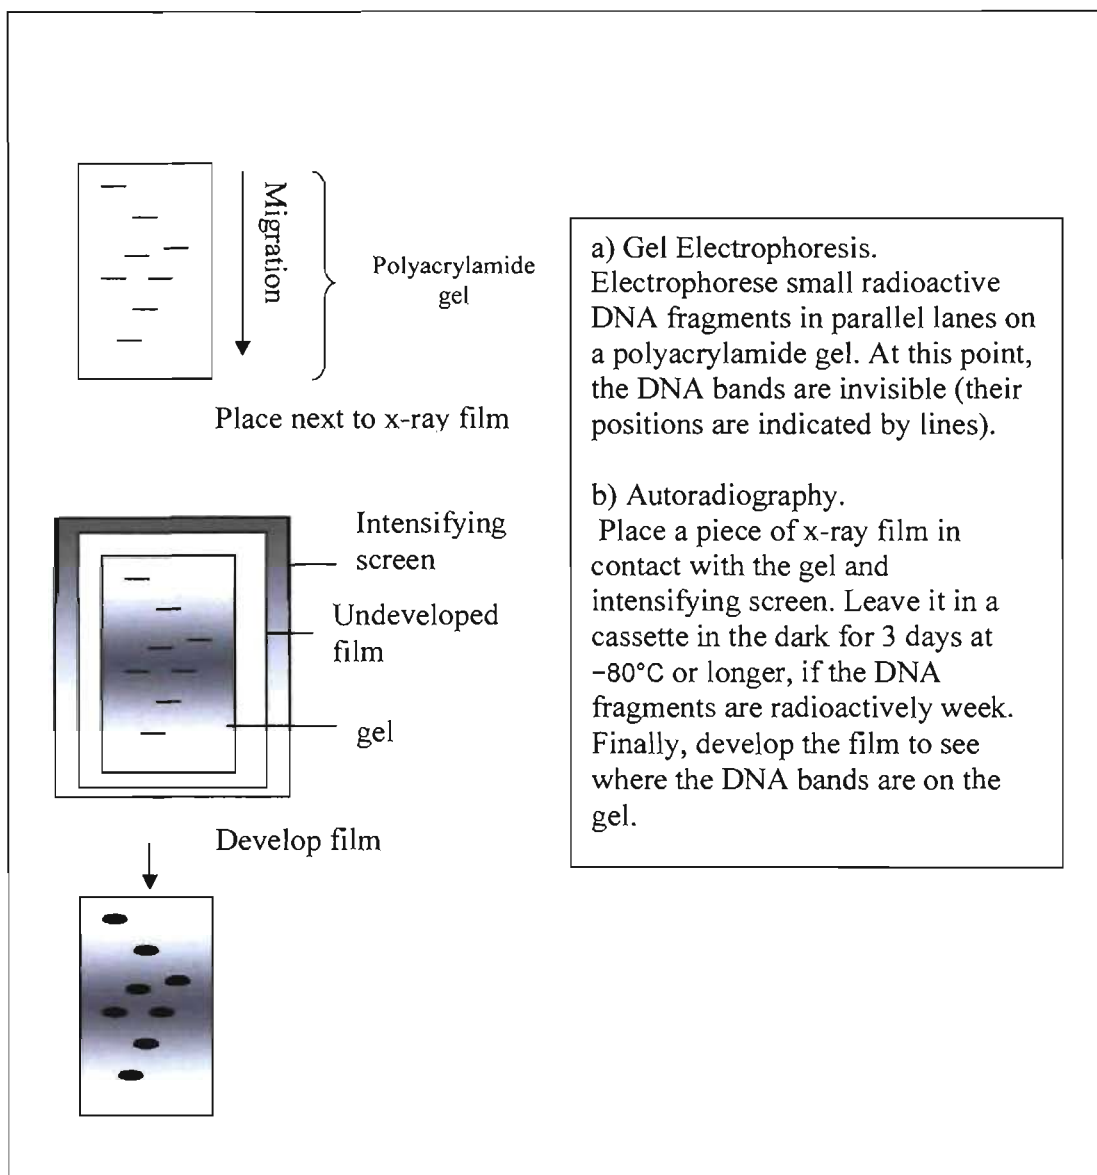 Migration
Polyacrylamide
gel
Place next to x-ray film
Intensifying
screen
Undeveloped
film
gel
Develop film
a) Gel Electrophoresis.
Electrophorese small radioactive
DNA fragments in parallel lanes on
a polyacrylamide gel. At this point,
the DNA bands are invisible (their
positions are indicated by lines).
b) Autoradiography.
Place a piece of x-ray film in
contact with the gel and
intensifying screen. Leave it in a
cassette in the dark for 3 days at
-80°C or longer, if the DNA
fragments are radioactively week.
Finally, develop the film to see
where the DNA bands are on the
gel.